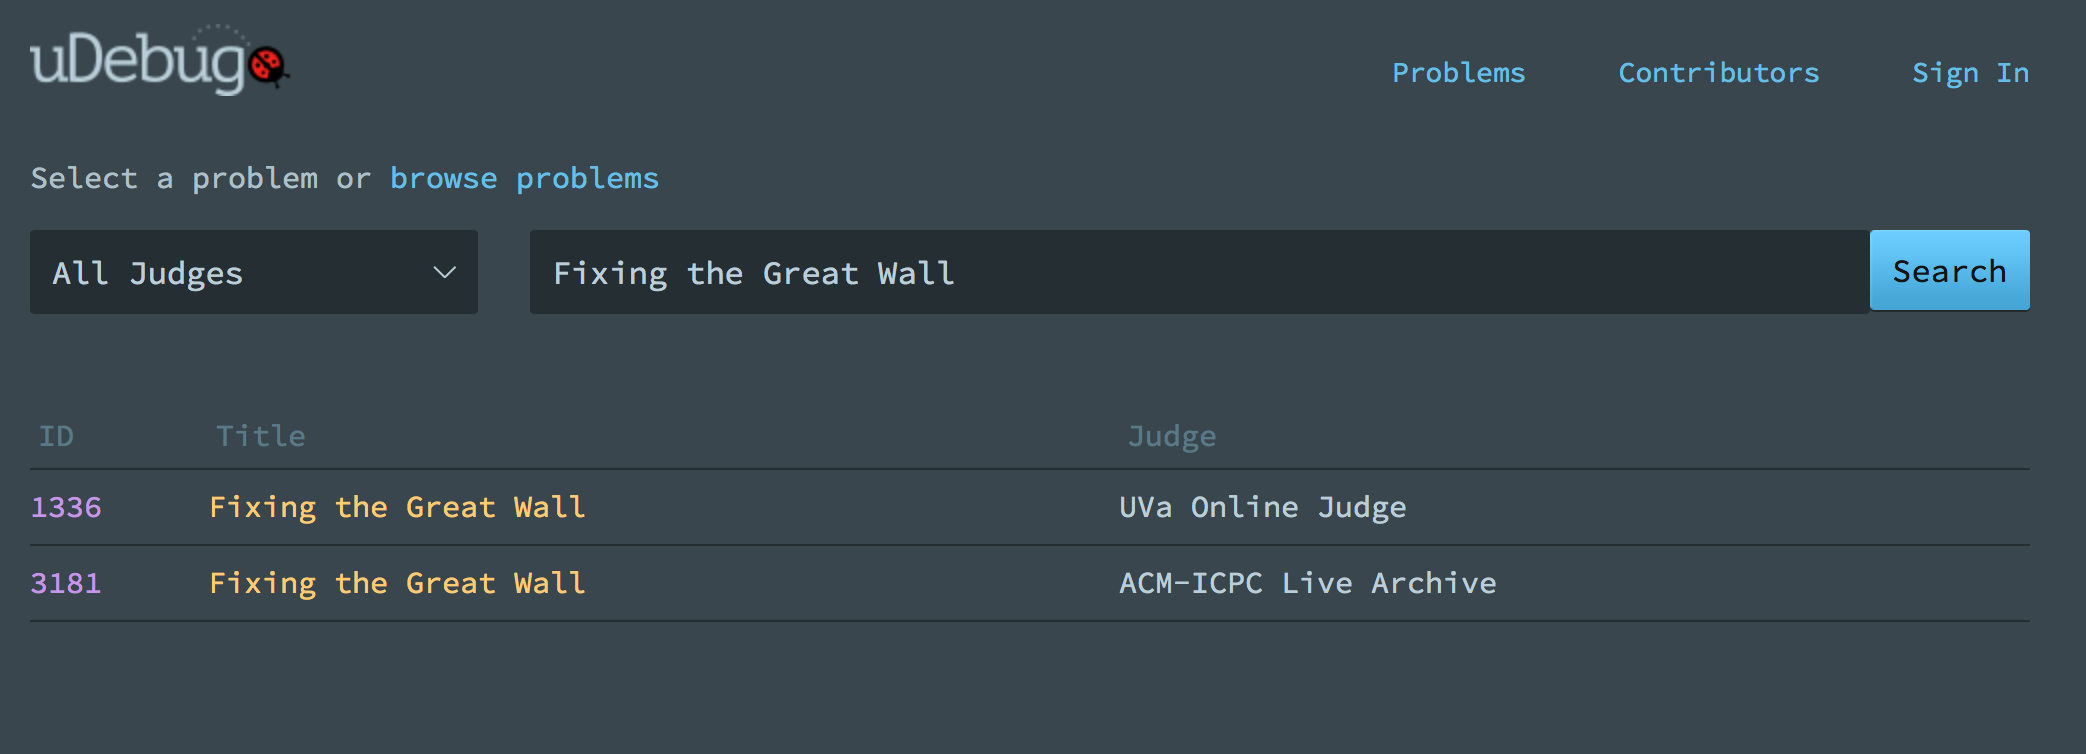 uDebug
Problems Contributors Sign In
Select a problem or browse problems
All Judges Fixing the Great Wall Search
ID Title Judge
1336 Fixing the Great Wall UVa Online Judge
3181 Fixing the Great Wall ACM-ICPC Live Archive